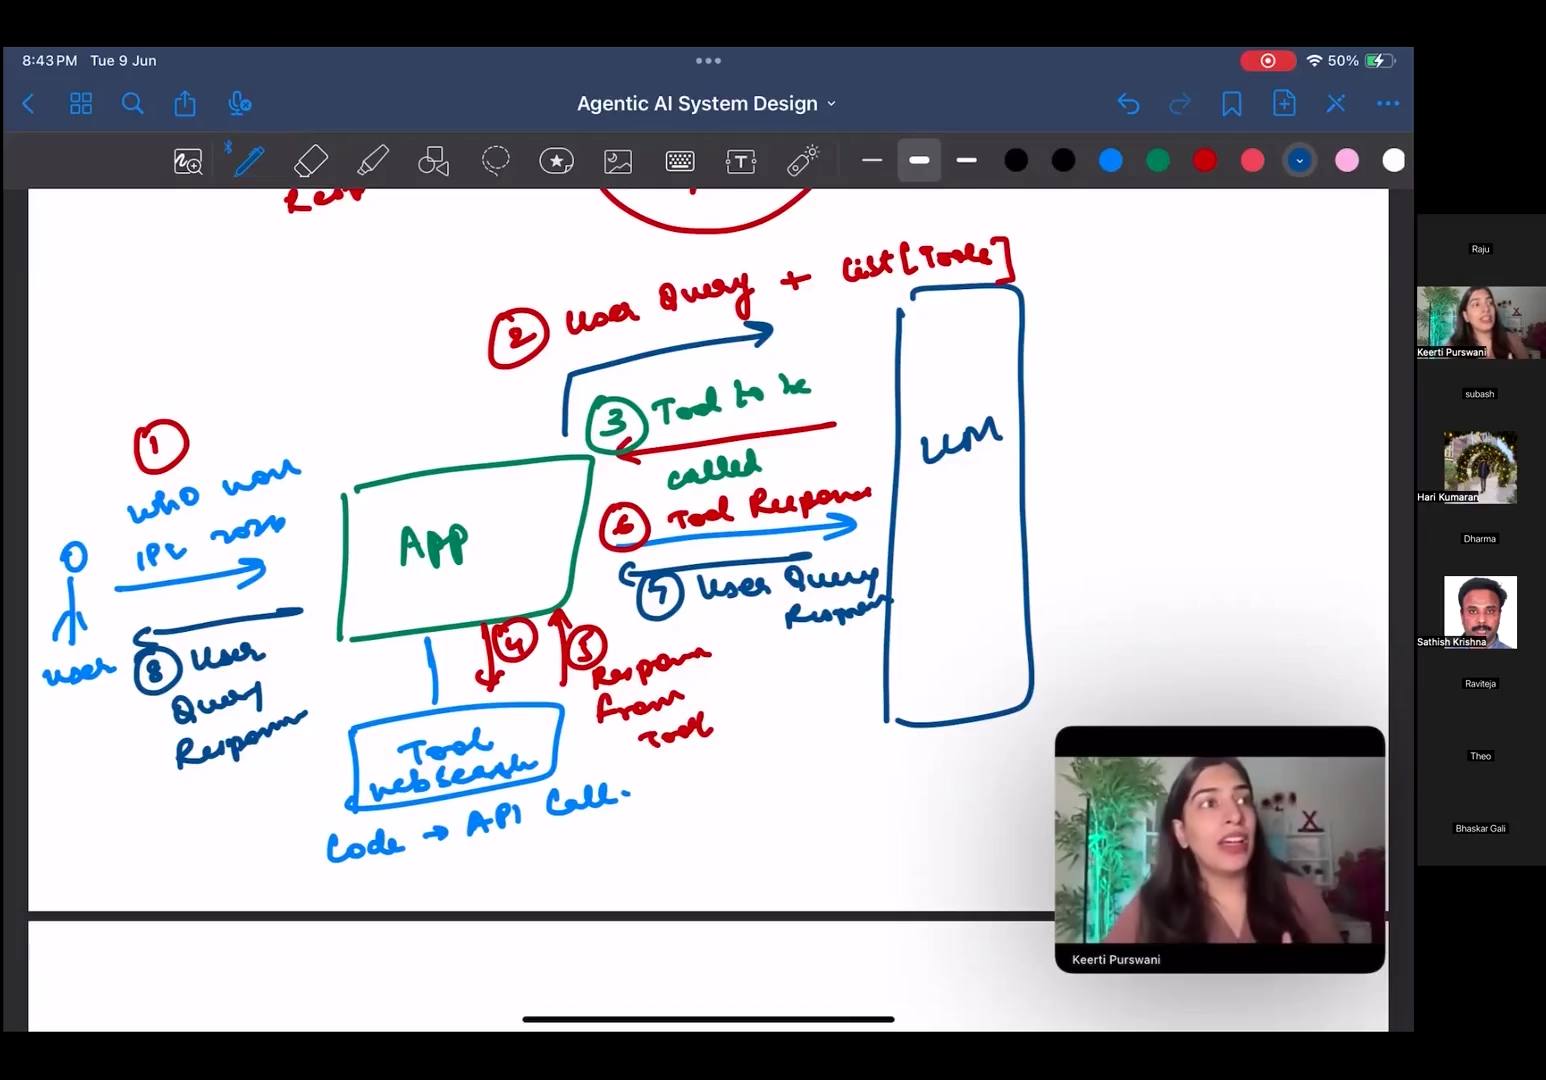 8:43 PM Tue 9 Jun
50%
Agentic AI System Design
Resp
2 User Query + List[Tools]
3 Tool to be
called
1
Who won
IPL
user
App
LLM
6 Tool Response
7 User Query
Response
8 User
Query
Response
4
5 Response
from
Tool
Tool
websearch
Code → API Call.
Keerti Purswani
Raju
Keerti Purswani
subash
Hari Kumaran
Dharma
Sathish Krishna
Raviteja
Theo
Bhaskar Gali